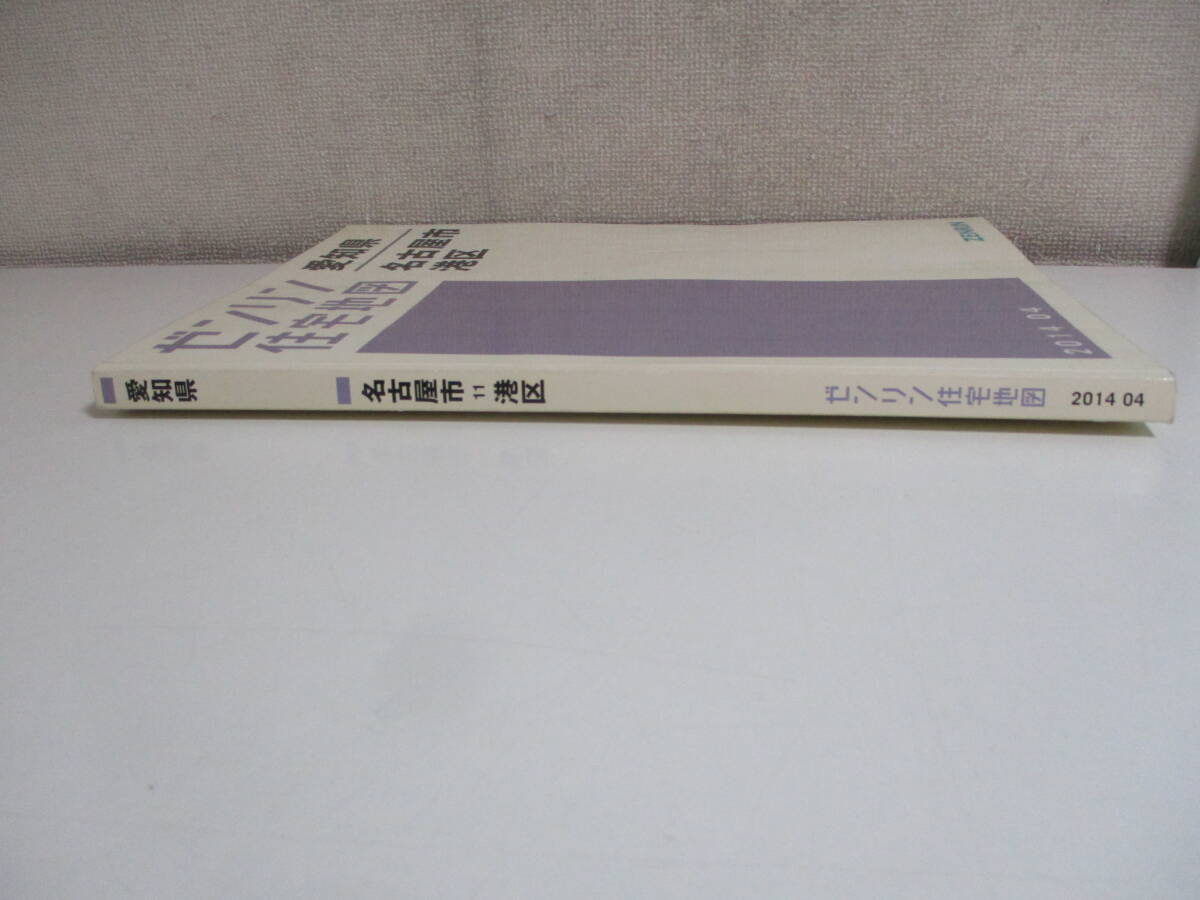 ゼンリン
住宅地図
愛知県
名古屋市
港区
ZENRIN
2014 04
愛知県 名古屋市 11 港区 ゼンリン住宅地図 2014 04